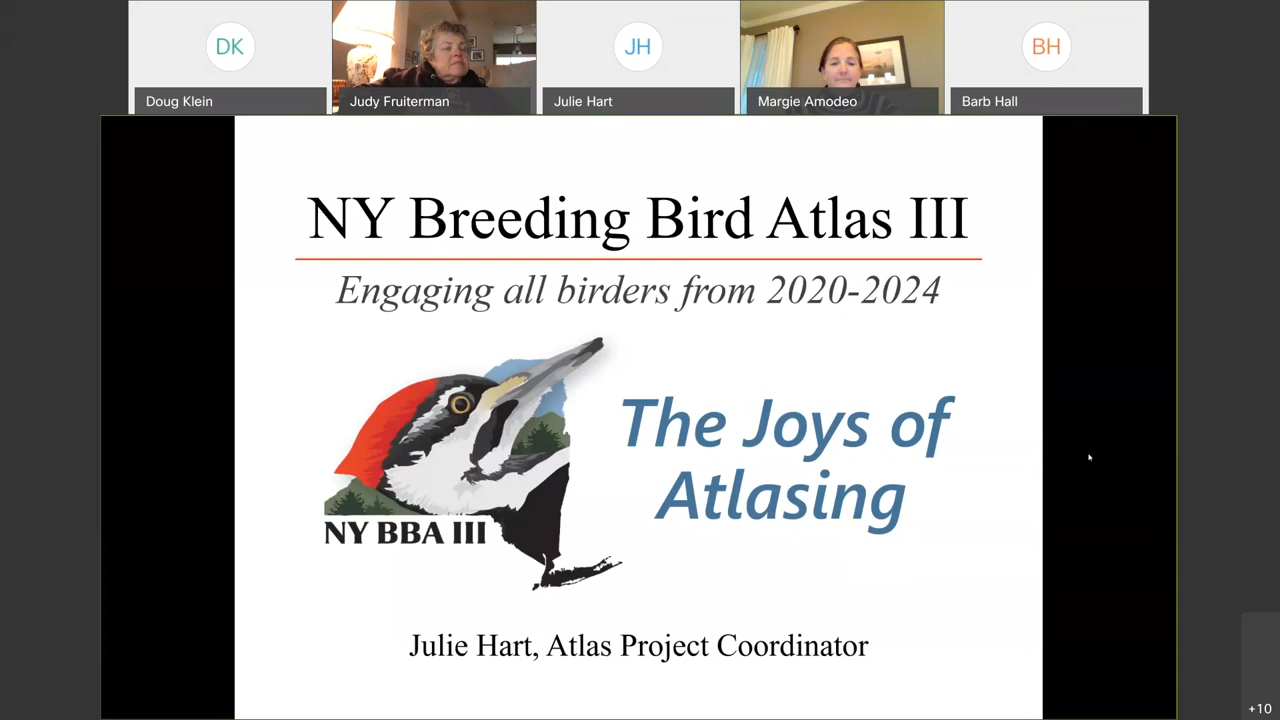 DK
JH
BH
Doug Klein
Judy Fruiterman
Julie Hart
Margie Amodeo
Barb Hall
NY Breeding Bird Atlas III
Engaging all birders from 2020-2024
The Joys of
Atlasing
NY BBA III
Julie Hart, Atlas Project Coordinator
+10